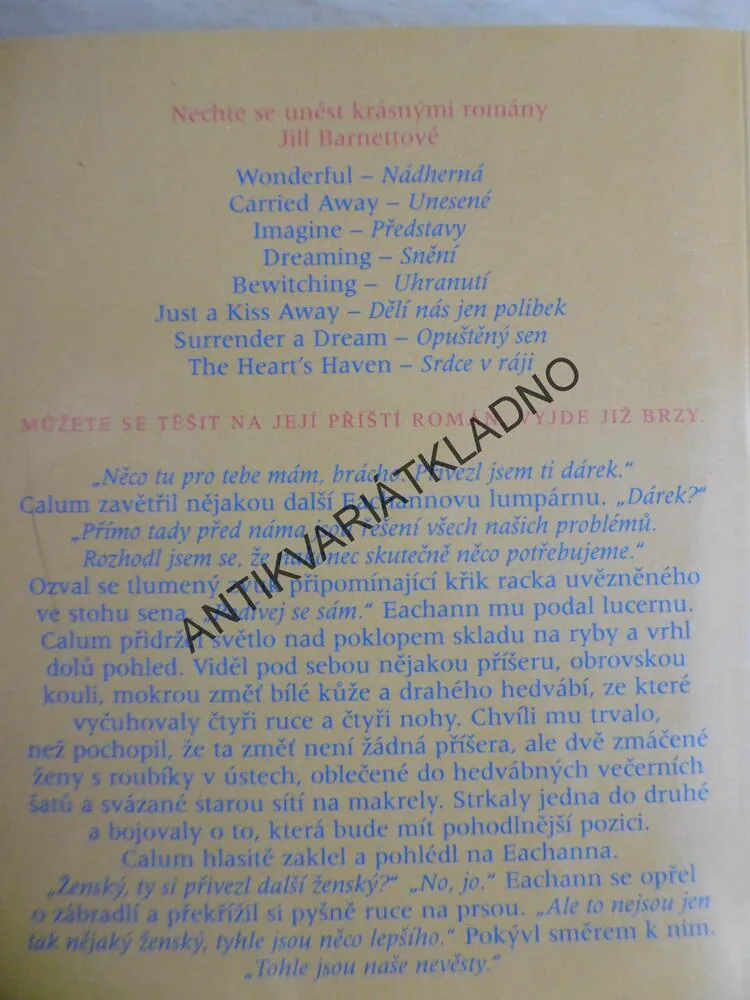 Nechte se unést krásnými romány
Jill Barnettové
Wonderful – Nádherná
Carried Away – Unesené
Imagine – Představy
Dreaming – Snění
Bewitching – Uhranutí
Just a Kiss Away – Dělí nás jen polibek
Surrender a Dream – Opuštěný sen
The Heart's Haven – Srdce v ráji
MŮŽETE SE TĚŠIT NA JEJÍ PŘÍŠTÍ ROMÁN. VYJDE JIŽ BRZY.
„Něco tu pro tebe mám, brácho. Přivezl jsem ti dárek.“
Calum zavětřil nějakou další Eachannovu lumpárnu. „Dárek?“
„Přímo tady před náma jsou řešení všech našich problémů.
Rozhodl jsem se, že nakonec skutečně něco potřebujeme.“
Ozval se tlumený zvuk připomínající křik racka uvězněného
ve stohu sena. „Podívej se sám.“ Eachann mu podal lucernu.
Calum přidržel světlo nad poklopem skladu na ryby a vrhl
dolů pohled. Viděl pod sebou nějakou příšeru, obrovskou
kouli, mokrou změť bílé kůže a drahého hedvábí, ze které
vyčuhovaly čtyři ruce a čtyři nohy. Chvíli mu trvalo,
než pochopil, že ta změť není žádná příšera, ale dvě zmáčené
ženy s roubíky v ústech, oblečené do hedvábných večerních
šatů a svázané starou sítí na makrely. Strkaly jedna do druhé
a bojovaly o to, která bude mít pohodlnější pozici.
Calum hlasitě zaklel a pohlédl na Eachanna.
„Ženský, ty si přivezl další ženský?“ „No, jo.“ Eachann se opřel
o zábradlí a překřížil si pyšně ruce na prsou. „Ale to nejsou jen
tak nějaký ženský, tyhle jsou něco lepšího.“ Pokývl směrem k nim.
„Tohle jsou naše nevěsty.“
ANTIKVARIÁTKLADNO